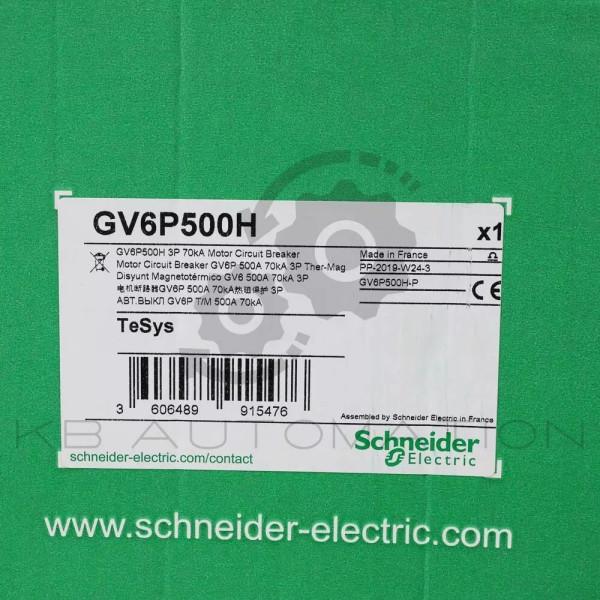 GV6P500H x1
GV6P500H 3P 70kA Motor Circuit Breaker
Motor Circuit Breaker GV6P 500A 70kA 3P Ther-Mag
Disyunt Magnetotérmico GV6 500A 70kA 3P
电机断路器GV6P 500A 70kA热磁保护 3P
АВТ.ВЫКЛ GV6P T/M 500A 70kA
Made in France
PP-2019-W24-3
GV6P500H-P
CE
TeSys
3 606489 915476
Assembled by Schneider Electric in France
KB AUTOMATION
Schneider
Electric
schneider-electric.com/contact
www.schneider-electric.com